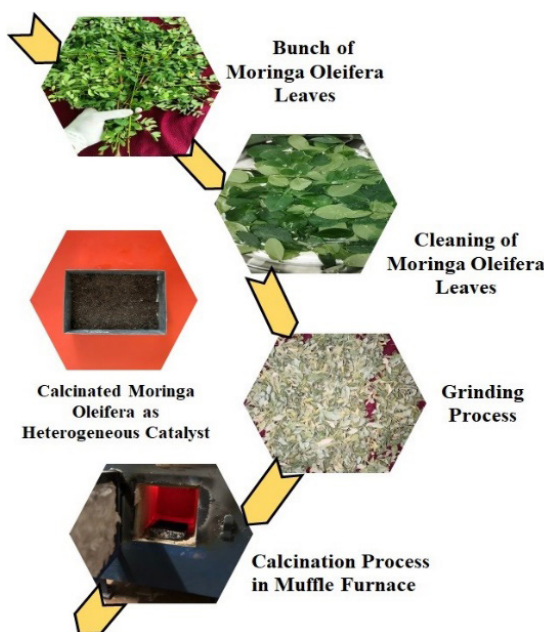 Bunch of
Moringa Oleifera
Leaves
Cleaning of
Moringa Oleifera
Leaves
Grinding
Process
Calcination Process
in Muffle Furnace
Calcinated Moringa
Oleifera as
Heterogeneous Catalyst